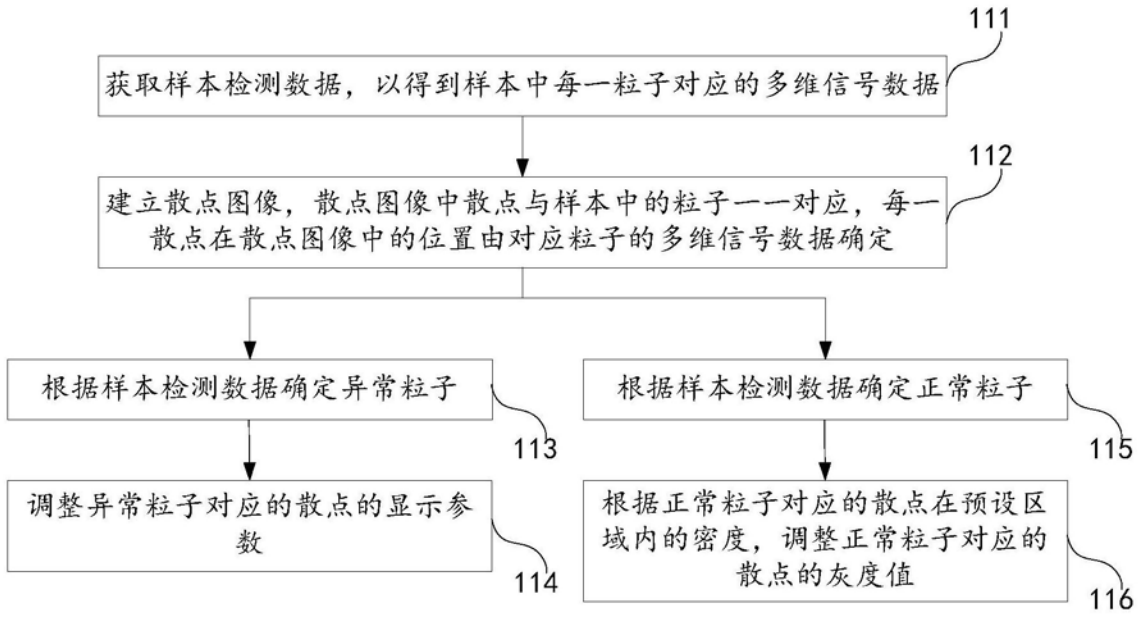 111
获取样本检测数据，以得到样本中每一粒子对应的多维信号数据
112
建立散点图像，散点图像中散点与样本中的粒子一一对应，每一
散点在散点图像中的位置由对应粒子的多维信号数据确定
根据样本检测数据确定异常粒子
113
根据样本检测数据确定正常粒子
115
调整异常粒子对应的散点的显示参
数
114
根据正常粒子对应的散点在预设区
域内的密度，调整正常粒子对应的
散点的灰度值
116